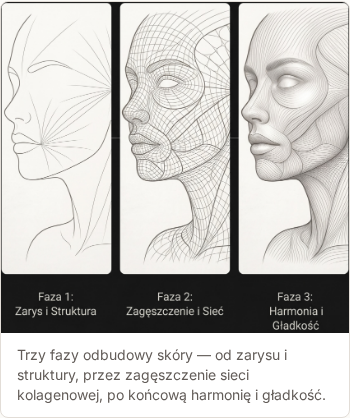 Faza 1:
Zarys i Struktura
Faza 2:
Zagęszczenie i Sieć
Faza 3:
Harmonia i
Gładkość
Trzy fazy odbudowy skóry — od zarysu i
struktury, przez zagęszczenie sieci
kolagenowej, po końcową harmonię i gładkość.